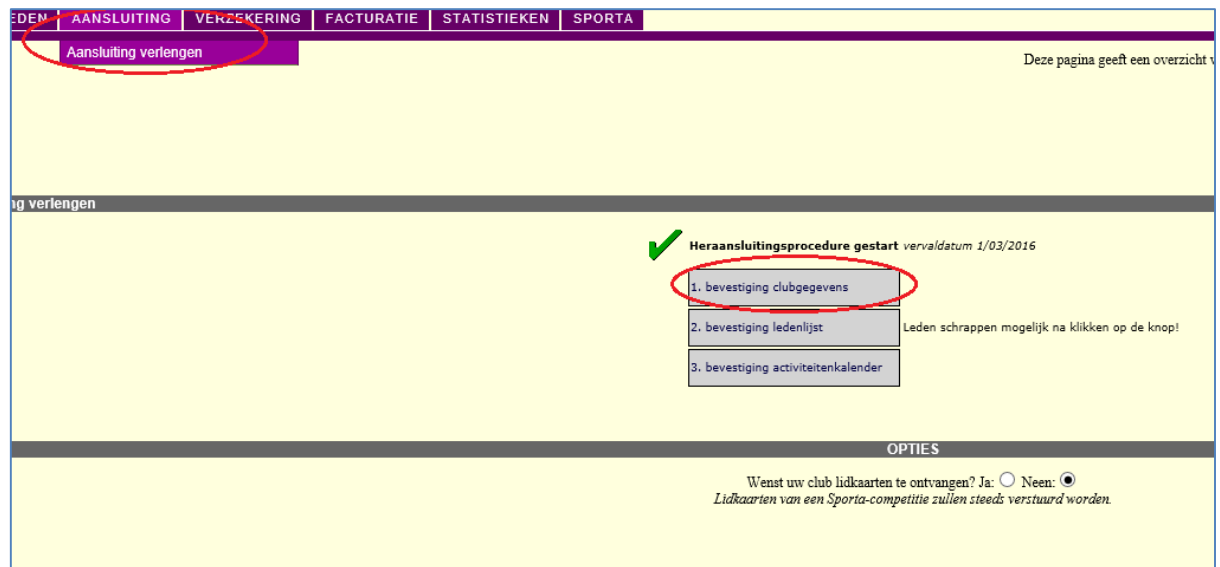 EDEN AANSLUITING VERZEKERING FACTURATIE STATISTIEKEN SPORTA
Aansluiting verlengen
Deze pagina geeft een overzicht v
ng verlengen
Heraansluitingsprocedure gestart vervaldatum 1/03/2016
1. bevestiging clubgegevens
2. bevestiging ledenlijst Leden schrappen mogelijk na klikken op de knop!
3. bevestiging activiteitenkalender
OPTIES
Wenst uw club lidkaarten te ontvangen? Ja: Neen:
Lidkaarten van een Sporta-competitie zullen steeds verstuurd worden.